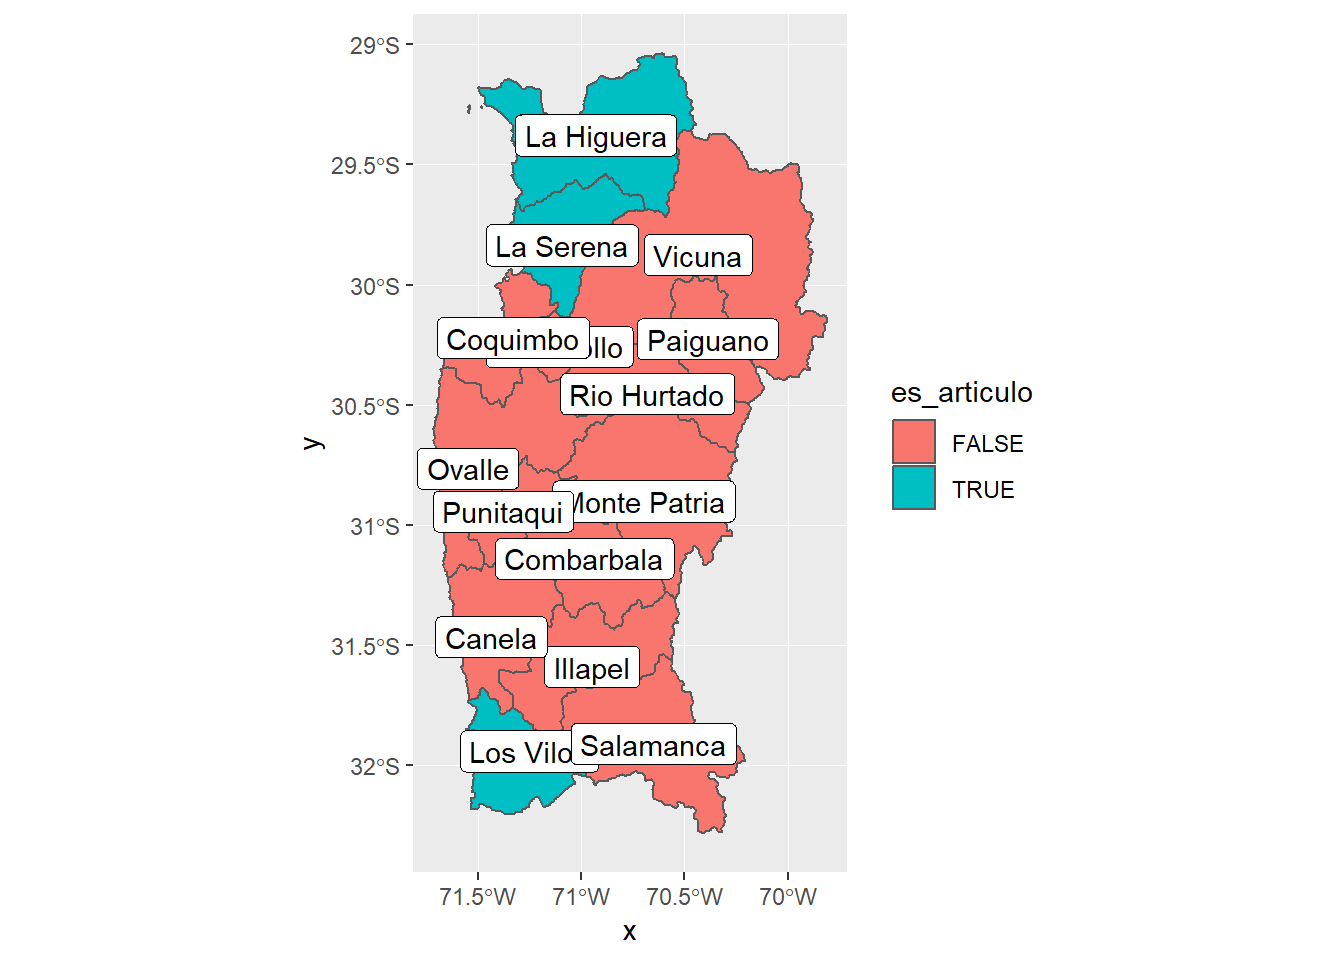 29°S
29.5°S
30°S
30.5°S
31°S
31.5°S
32°S
y
La Higuera
La Serena
Vicuna
Coquimbo
ollo
Paiguano
Rio Hurtado
Ovalle
Monte Patria
Punitaqui
Combarbala
Canela
Illapel
Los Vilo
Salamanca
71.5°W 71°W 70.5°W 70°W
x
es_articulo
FALSE
TRUE